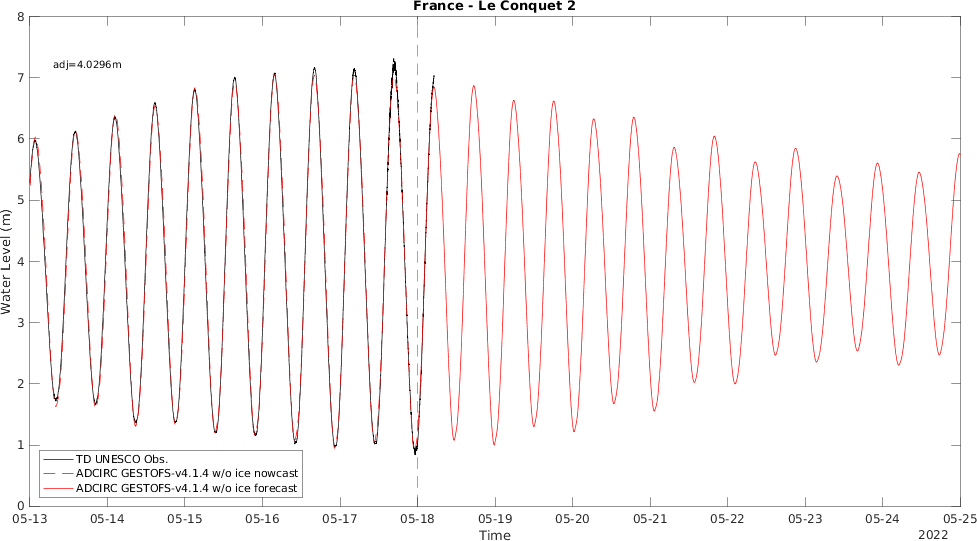 France - Le Conquet 2
adj=4.0296m
8
7
6
5
4
3
2
1
0
Water Level (m)
TD UNESCO Obs.
ADCIRC GESTOFS-v4.1.4 w/o ice nowcast
ADCIRC GESTOFS-v4.1.4 w/o ice forecast
05-13 05-14 05-15 05-16 05-17 05-18 05-19 05-20 05-21 05-22 05-23 05-24 05-25
Time
2022